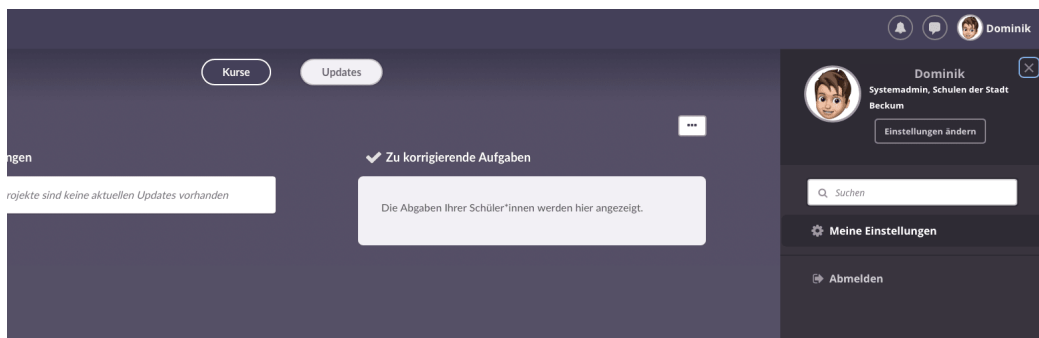 Dominik
Kurse
Updates
Dominik
Systemadmin, Schulen der Stadt
Beckum
Einstellungen ändern
ngen
Zu korrigierende Aufgaben
rojekte sind keine aktuellen Updates vorhanden
Die Abgaben Ihrer Schüler*innen werden hier angezeigt.
Suchen
Meine Einstellungen
Abmelden